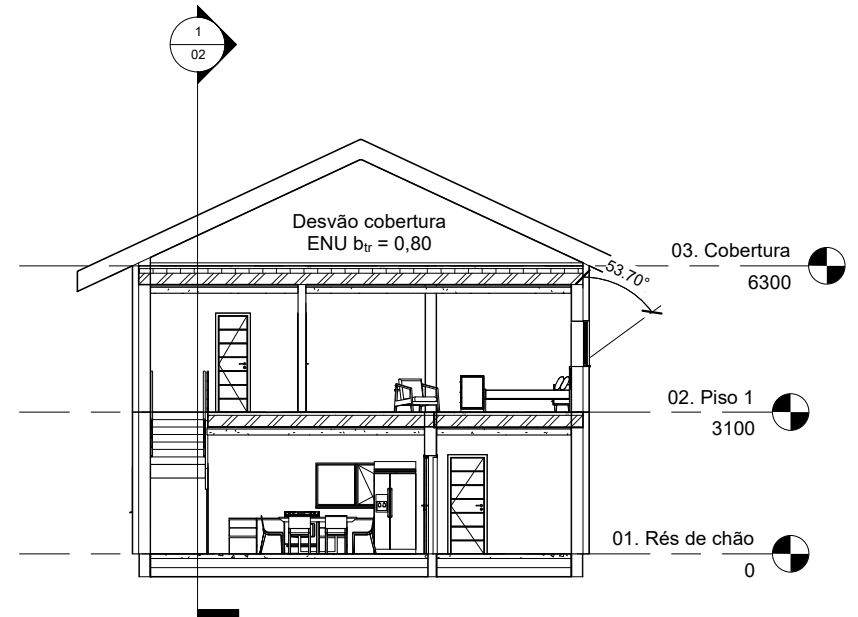 1
02
Desvão cobertura
ENU btr = 0,80
53.70°
03. Cobertura
6300
02. Piso 1
3100
01. Rés de chão
0